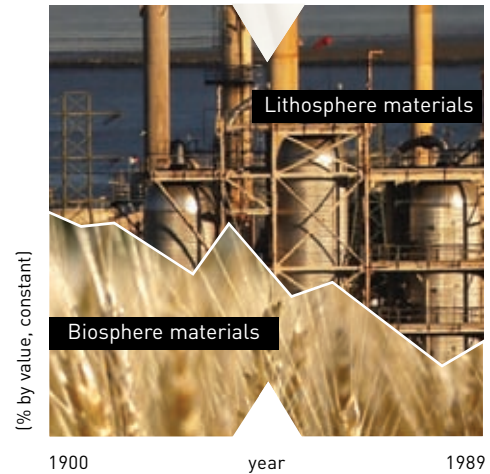 Lithosphere materials
Biosphere materials
(% by value, constant)
1900 year 1989